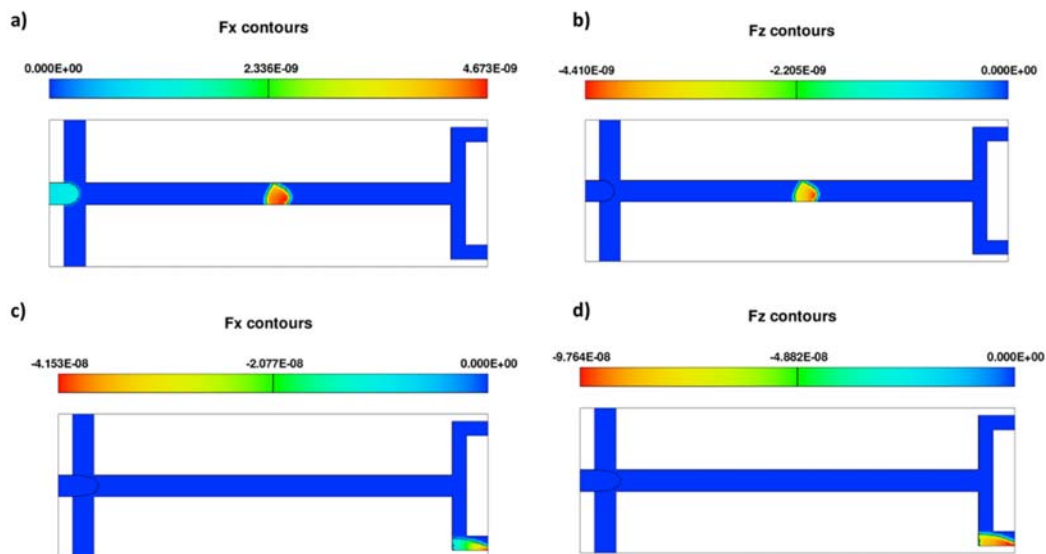 a)
Fx contours
0.000E+00 2.336E-09 4.673E-09
b)
Fz contours
-4.410E-09 -2.205E-09 0.000E+00
c)
Fx contours
-4.153E-08 -2.077E-08 0.000E+00
d)
Fz contours
-9.764E-08 -4.882E-08 0.000E+00